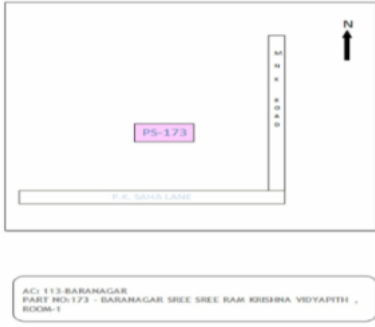 N
M N K ROAD
PS-173
P.K. SAHA LANE
AC: 113-BARANAGAR
PART NO:173 - BARANAGAR SREE SREE RAM KRISHNA VIDYAPITH ,
ROOM-1